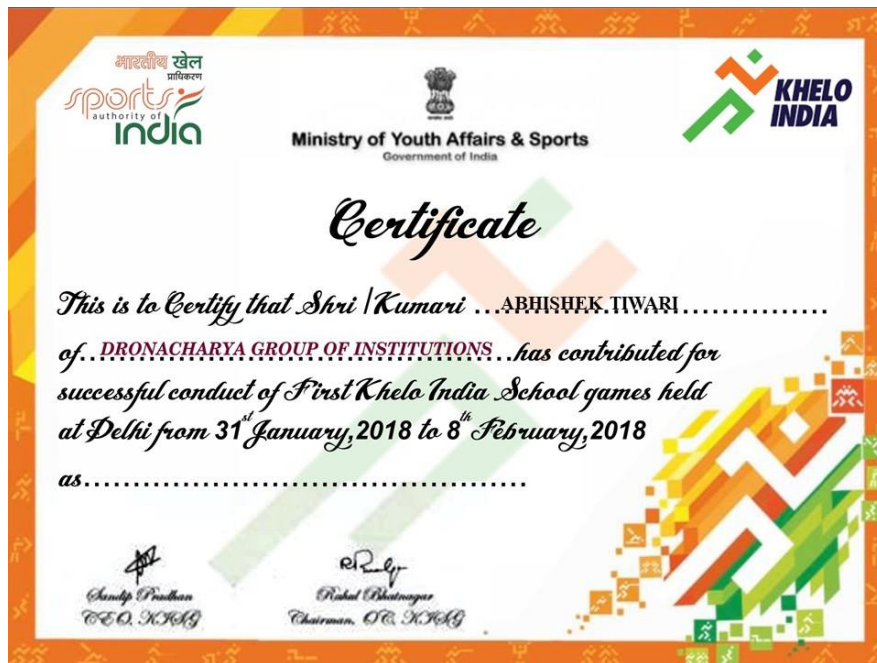 भारतीय खेल
प्राधिकरण
sports
authority of
india
Ministry of Youth Affairs & Sports
Government of India
KHELO
INDIA
Certificate
This is to Certify that Shri /Kumari ...ABHISHEK TIWARI................
of..DRONACHARYA GROUP OF INSTITUTIONS..has contributed for
successful conduct of First Khelo India School games held
at Delhi from 31st January,2018 to 8th February,2018
as.............................................
Sandip Pradhan
CEO, KISG
Rahul Bhatnagar
Chairman, OC, KISG